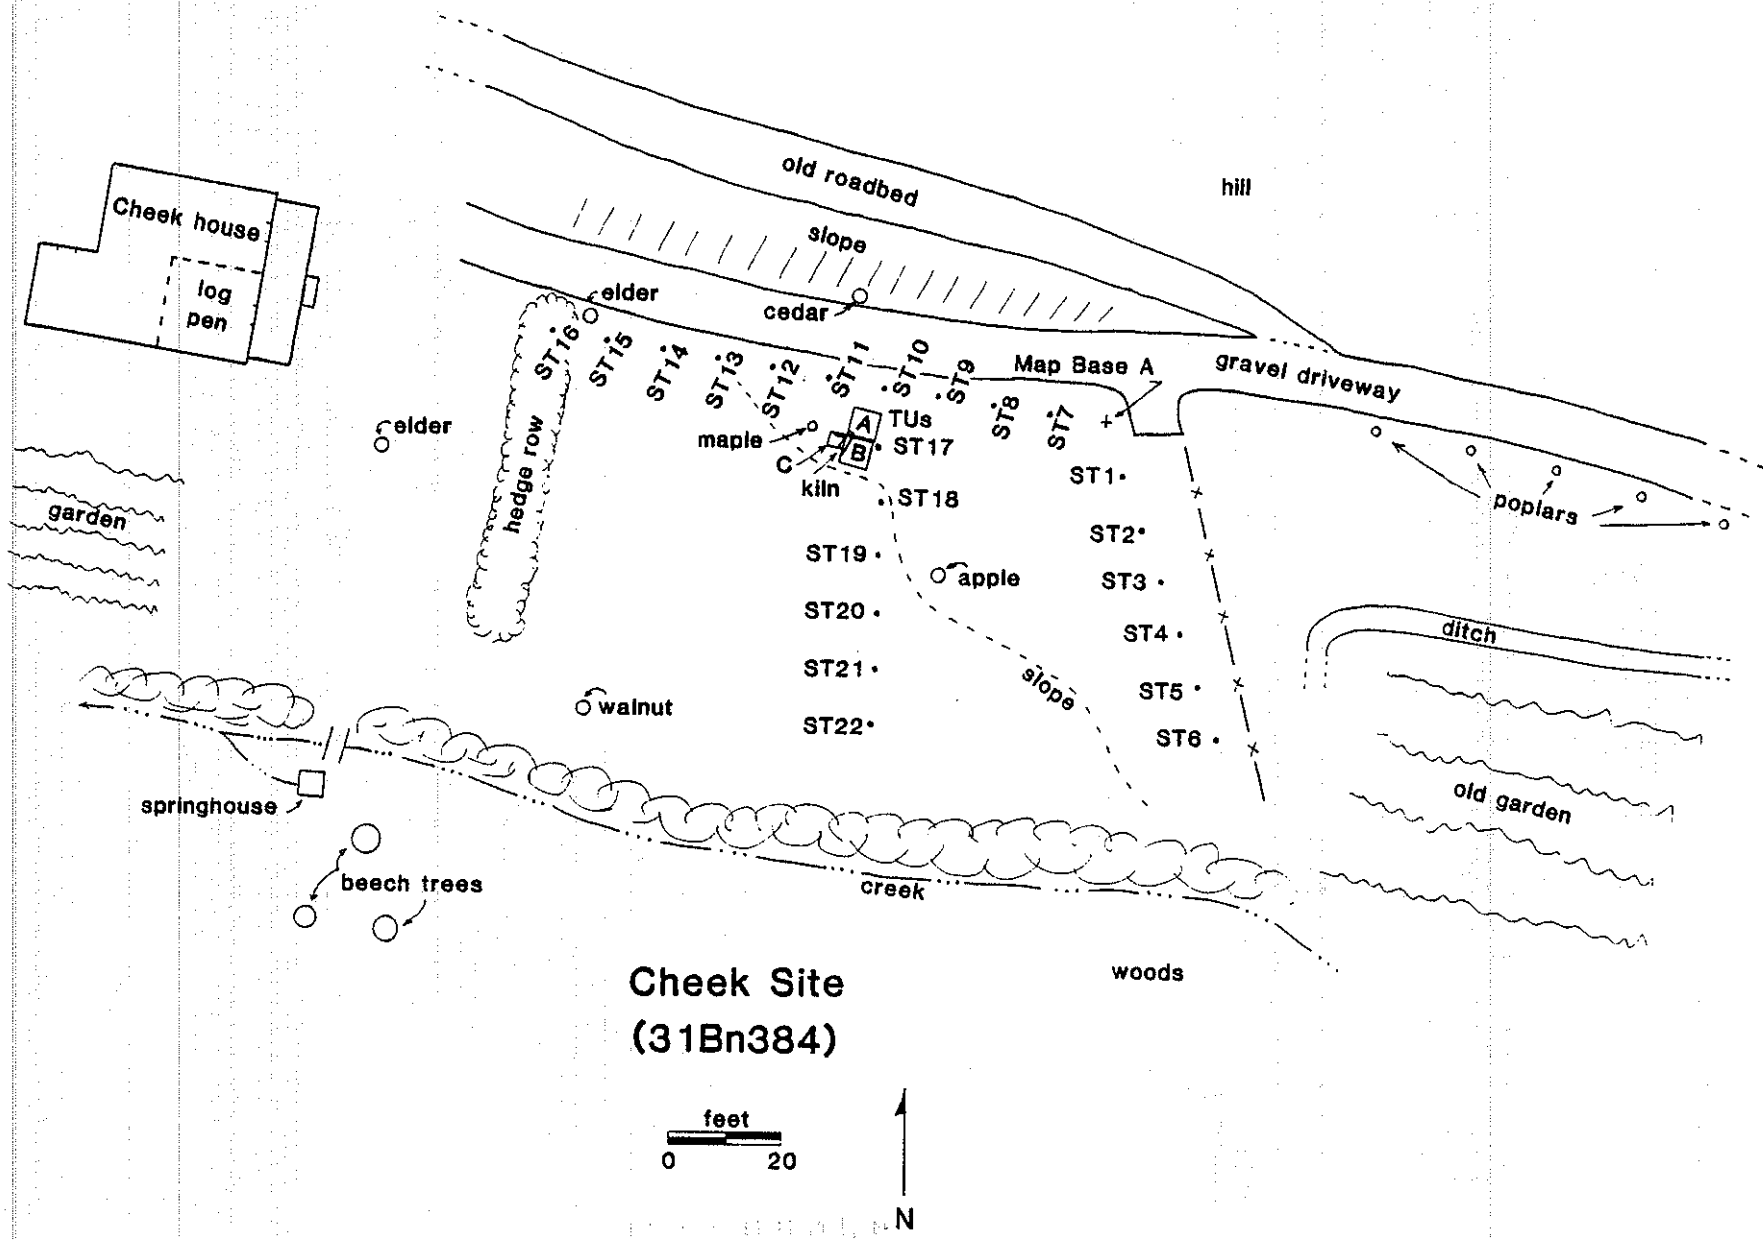 old roadbed
hill
Cheek house
slope
log
pen
elder
cedar
Map Base A
gravel driveway
ST16
ST15
ST14
ST13
ST12
ST11
ST10
ST9
ST8
ST7
A TUs
maple
B ST17
C
kiln
elder
hedge row
ST1
ST18
poplars
garden
ST2
ST19
apple
ST3
ST20
ST4
ditch
ST21
slope
ST5
walnut
ST22
ST6
springhouse
old garden
beech trees
creek
woods
Cheek Site
(31Bn384)
feet
0 20
N